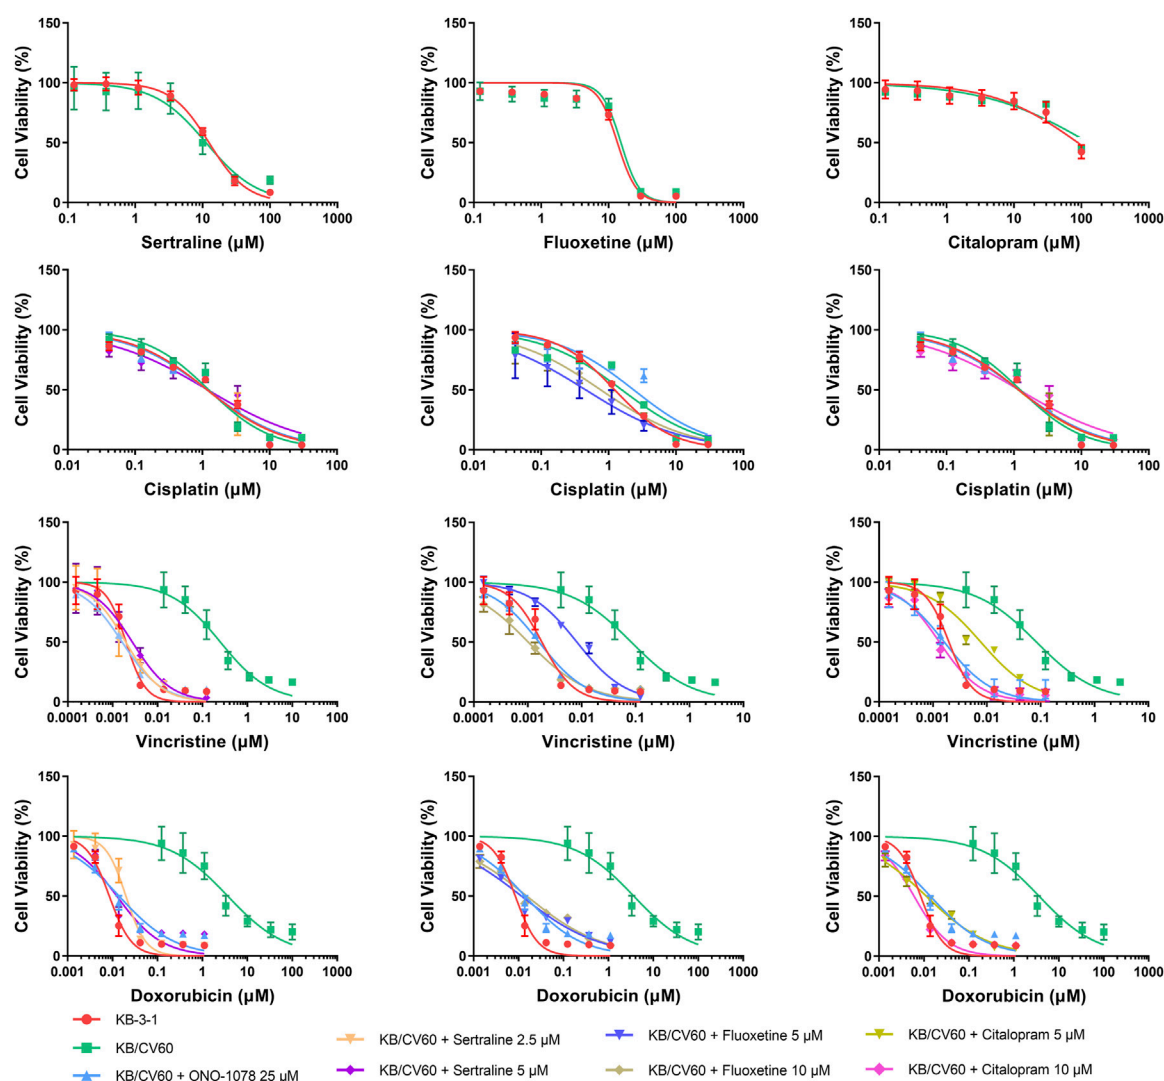 150
100
50
0
0.1 1 10 100 1000
Cell Viability (%)
Sertraline (µM)
150
100
50
0
0.1 1 10 100 1000
Cell Viability (%)
Fluoxetine (µM)
150
100
50
0
0.1 1 10 100 1000
Cell Viability (%)
Citalopram (µM)
150
100
50
0
0.01 0.1 1 10 100
Cell Viability (%)
Cisplatin (µM)
150
100
50
0
0.01 0.1 1 10 100
Cell Viability (%)
Cisplatin (µM)
150
100
50
0
0.01 0.1 1 10 100
Cell Viability (%)
Cisplatin (µM)
150
100
50
0
0.0001 0.001 0.01 0.1 1 10 100
Cell Viability (%)
Vincristine (µM)
150
100
50
0
0.0001 0.001 0.01 0.1 1 10
Cell Viability (%)
Vincristine (µM)
150
100
50
0
0.0001 0.001 0.01 0.1 1 10
Cell Viability (%)
Vincristine (µM)
150
100
50
0
0.001 0.01 0.1 1 10 100 1000
Cell Viability (%)
Doxorubicin (µM)
150
100
50
0
0.001 0.01 0.1 1 10 100 1000
Cell Viability (%)
Doxorubicin (µM)
150
100
50
0
0.001 0.01 0.1 1 10 100 1000
Cell Viability (%)
Doxorubicin (µM)
KB-3-1
KB/CV60
KB/CV60 + ONO-1078 25 µM
KB/CV60 + Sertraline 2.5 µM
KB/CV60 + Sertraline 5 µM
KB/CV60 + Fluoxetine 5 µM
KB/CV60 + Fluoxetine 10 µM
KB/CV60 + Citalopram 5 µM
KB/CV60 + Citalopram 10 µM